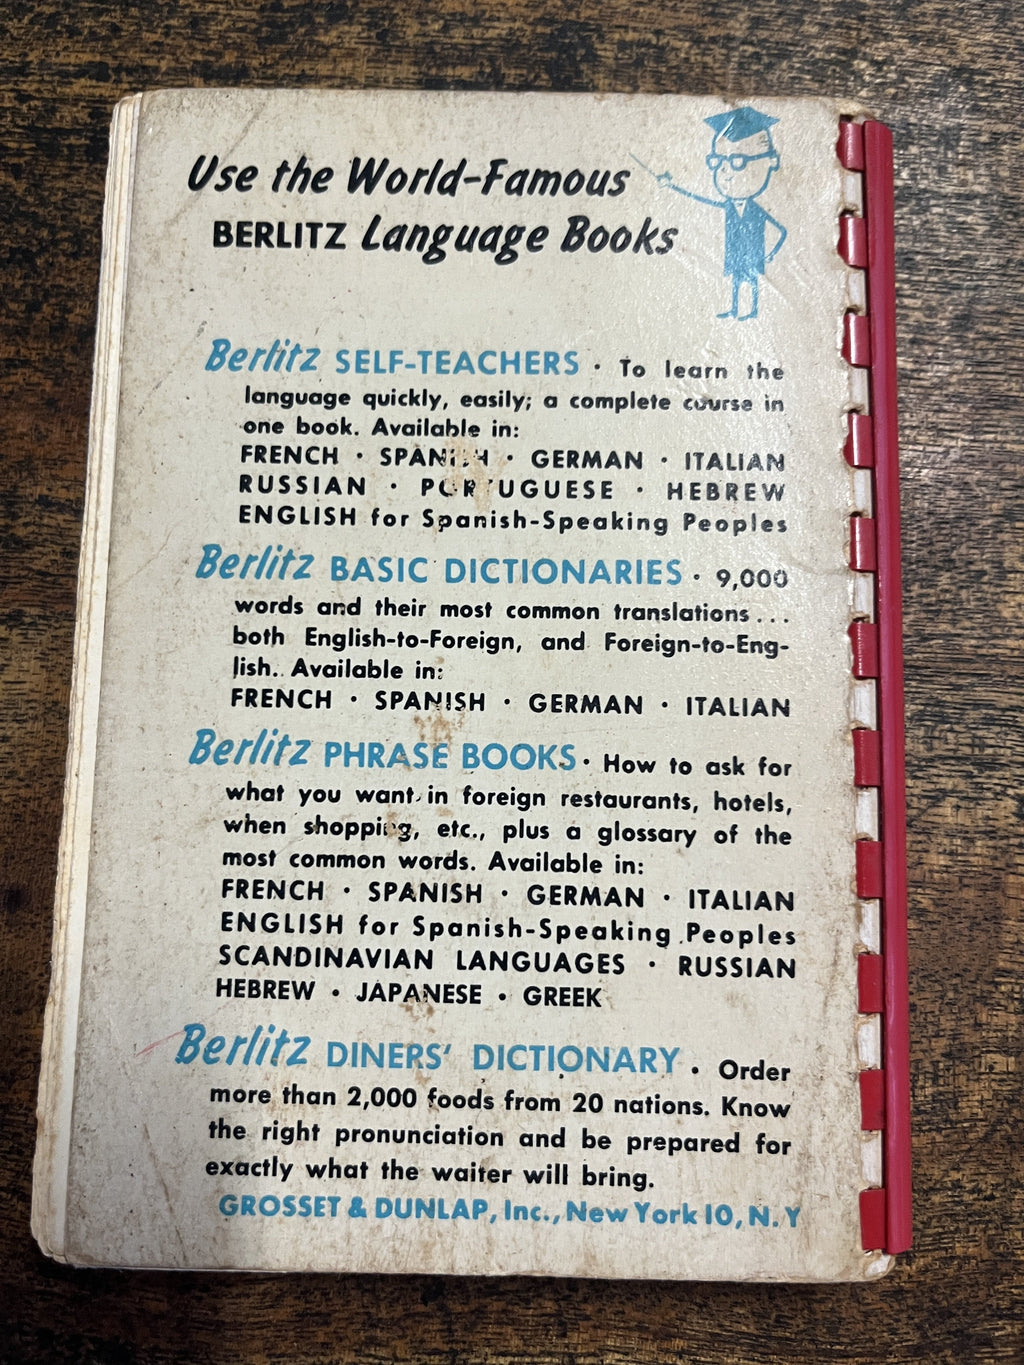 Use the World-Famous
BERLITZ Language Books
Berlitz SELF-TEACHERS · To learn the
language quickly, easily; a complete course in
one book. Available in:
FRENCH · SPANISH · GERMAN · ITALIAN
RUSSIAN · PORTUGUESE · HEBREW
ENGLISH for Spanish-Speaking Peoples
Berlitz BASIC DICTIONARIES · 9,000
words and their most common translations...
both English-to-Foreign, and Foreign-to-Eng-
lish. Available in:
FRENCH · SPANISH · GERMAN · ITALIAN
Berlitz PHRASE BOOKS · How to ask for
what you want in foreign restaurants, hotels,
when shopping, etc., plus a glossary of the
most common words. Available in:
FRENCH · SPANISH · GERMAN · ITALIAN
ENGLISH for Spanish-Speaking Peoples
SCANDINAVIAN LANGUAGES · RUSSIAN
HEBREW · JAPANESE · GREEK
Berlitz DINERS' DICTIONARY · Order
more than 2,000 foods from 20 nations. Know
the right pronunciation and be prepared for
exactly what the waiter will bring.
GROSSET & DUNLAP, Inc., New York 10, N. Y